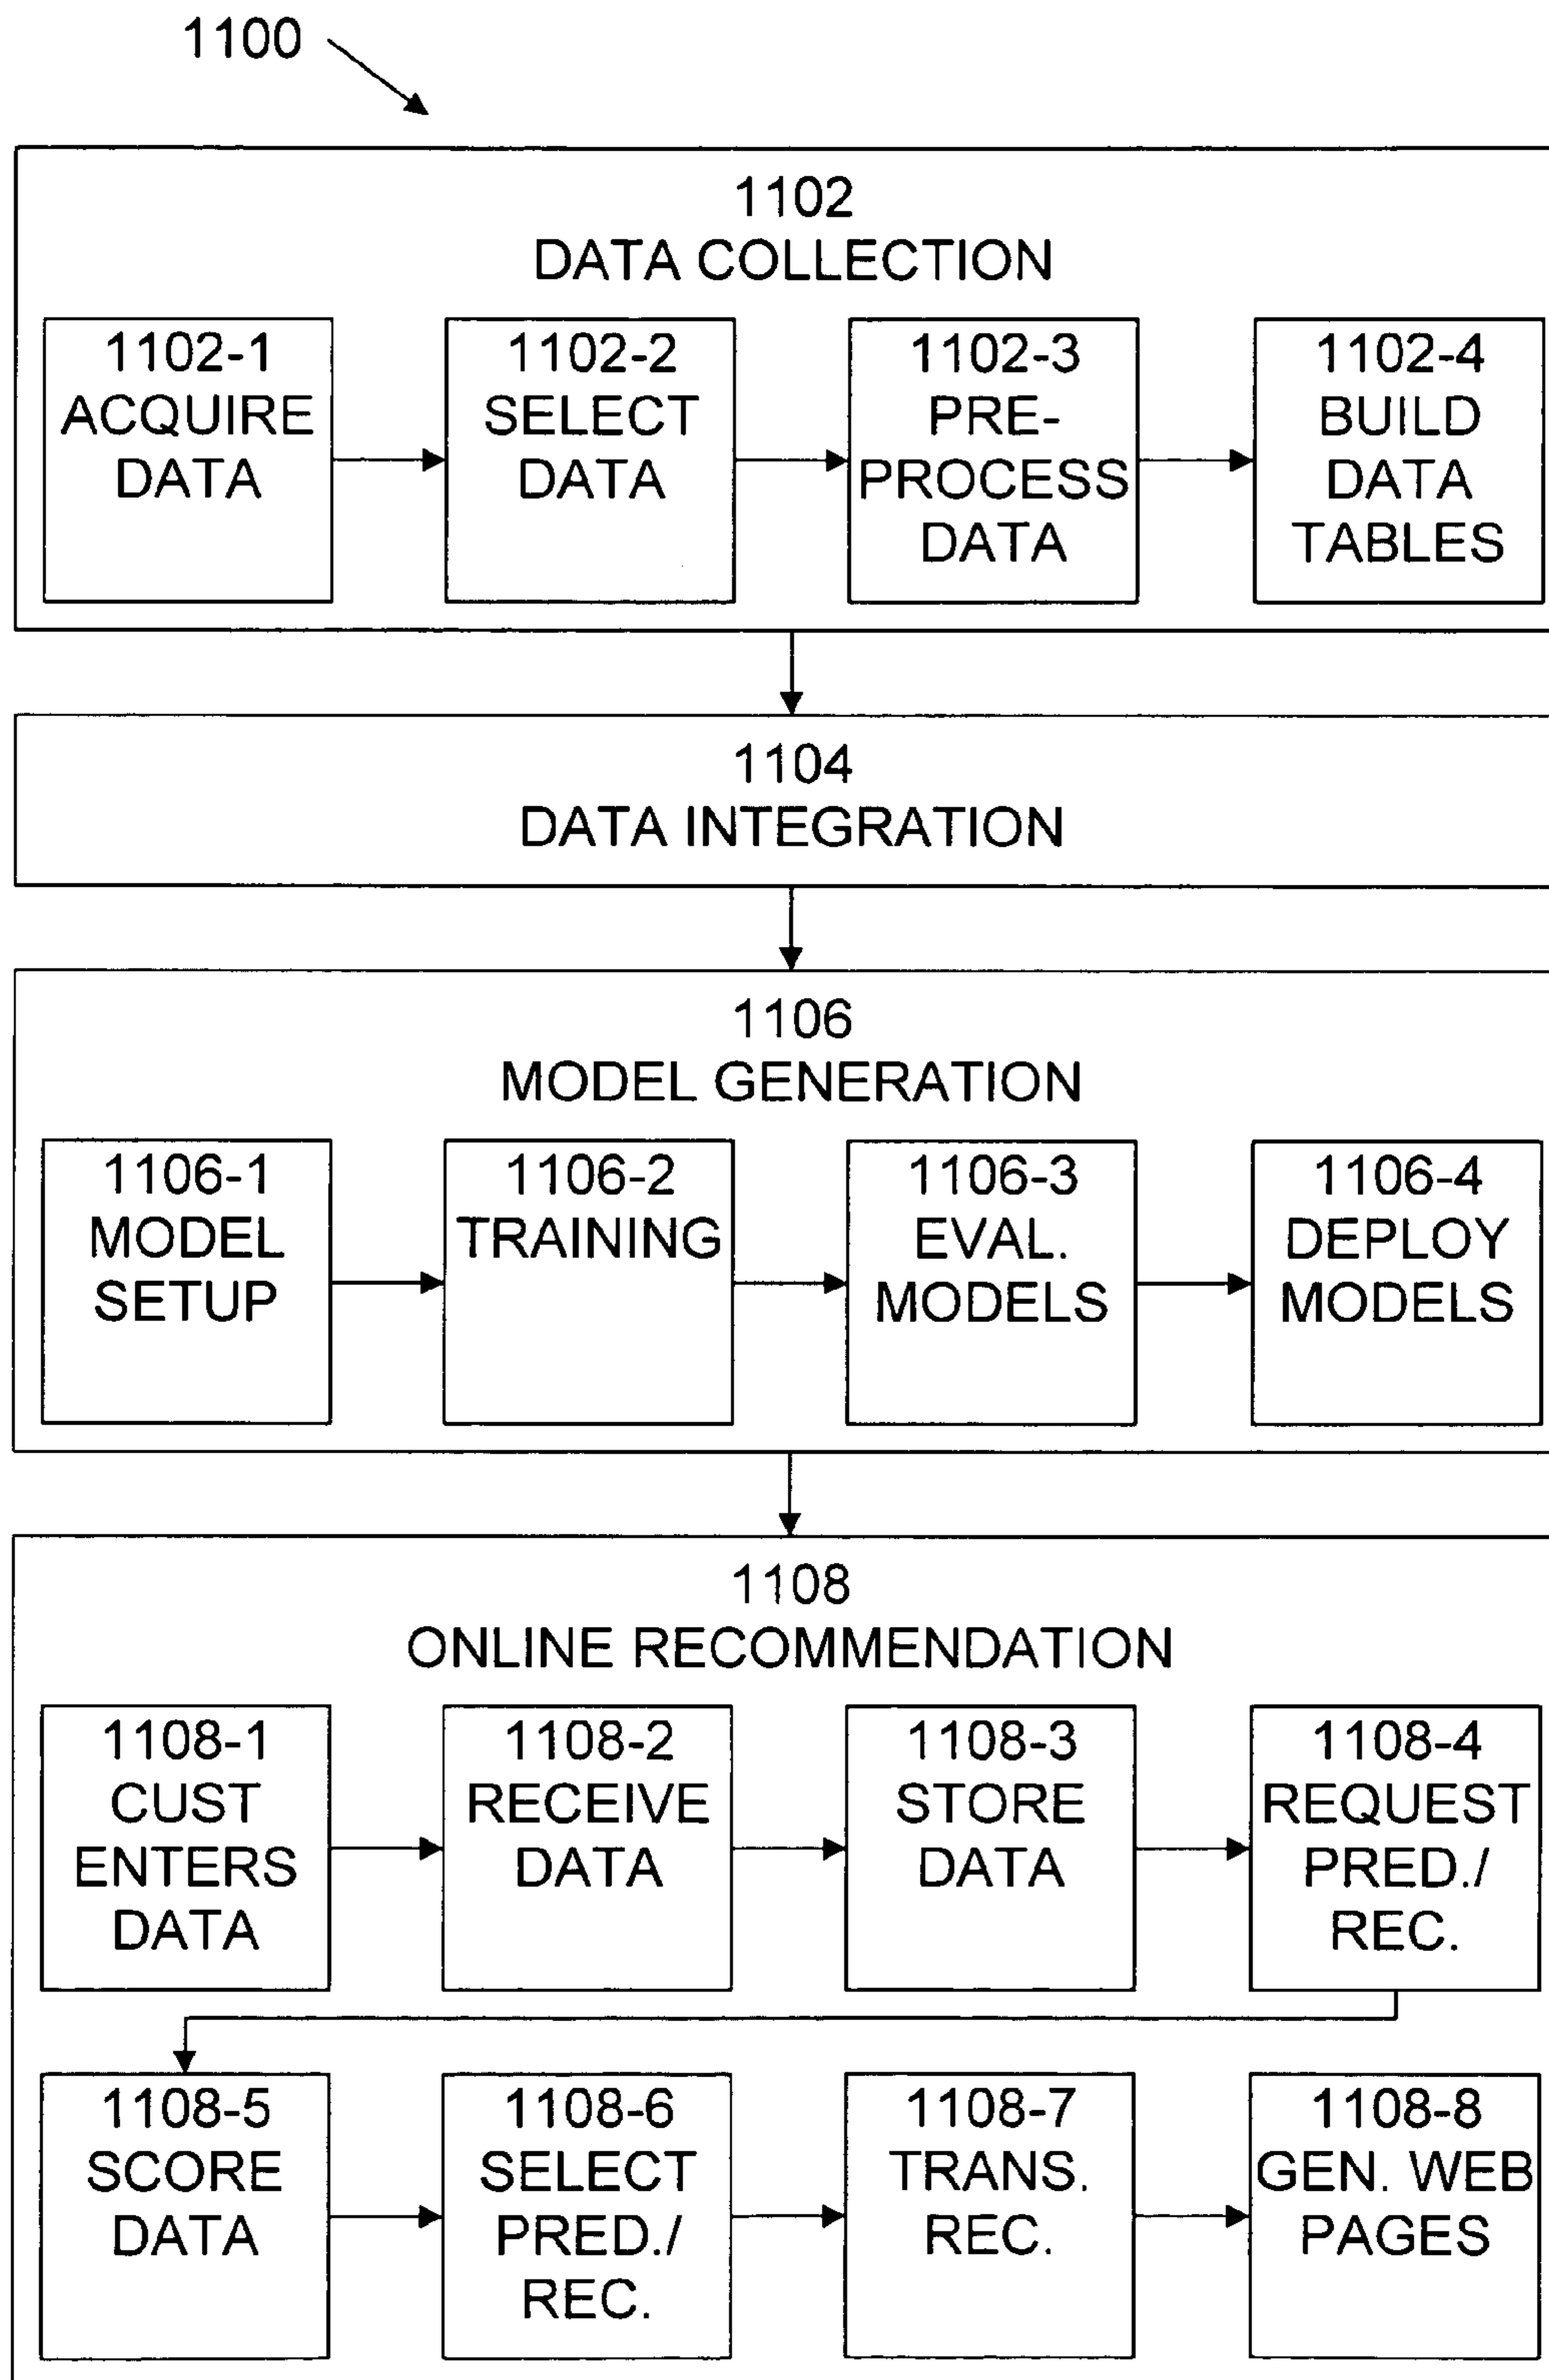 1100
1102
DATA COLLECTION
1102-1
ACQUIRE
DATA
1102-2
SELECT
DATA
1102-3
PRE-
PROCESS
DATA
1102-4
BUILD
DATA
TABLES
1104
DATA INTEGRATION
1106
MODEL GENERATION
1106-1
MODEL
SETUP
1106-2
TRAINING
1106-3
EVAL.
MODELS
1106-4
DEPLOY
MODELS
1108
ONLINE RECOMMENDATION
1108-1
CUST
ENTERS
DATA
1108-2
RECEIVE
DATA
1108-3
STORE
DATA
1108-4
REQUEST
PRED./
REC.
1108-5
SCORE
DATA
1108-6
SELECT
PRED./
REC.
1108-7
TRANS.
REC.
1108-8
GEN. WEB
PAGES